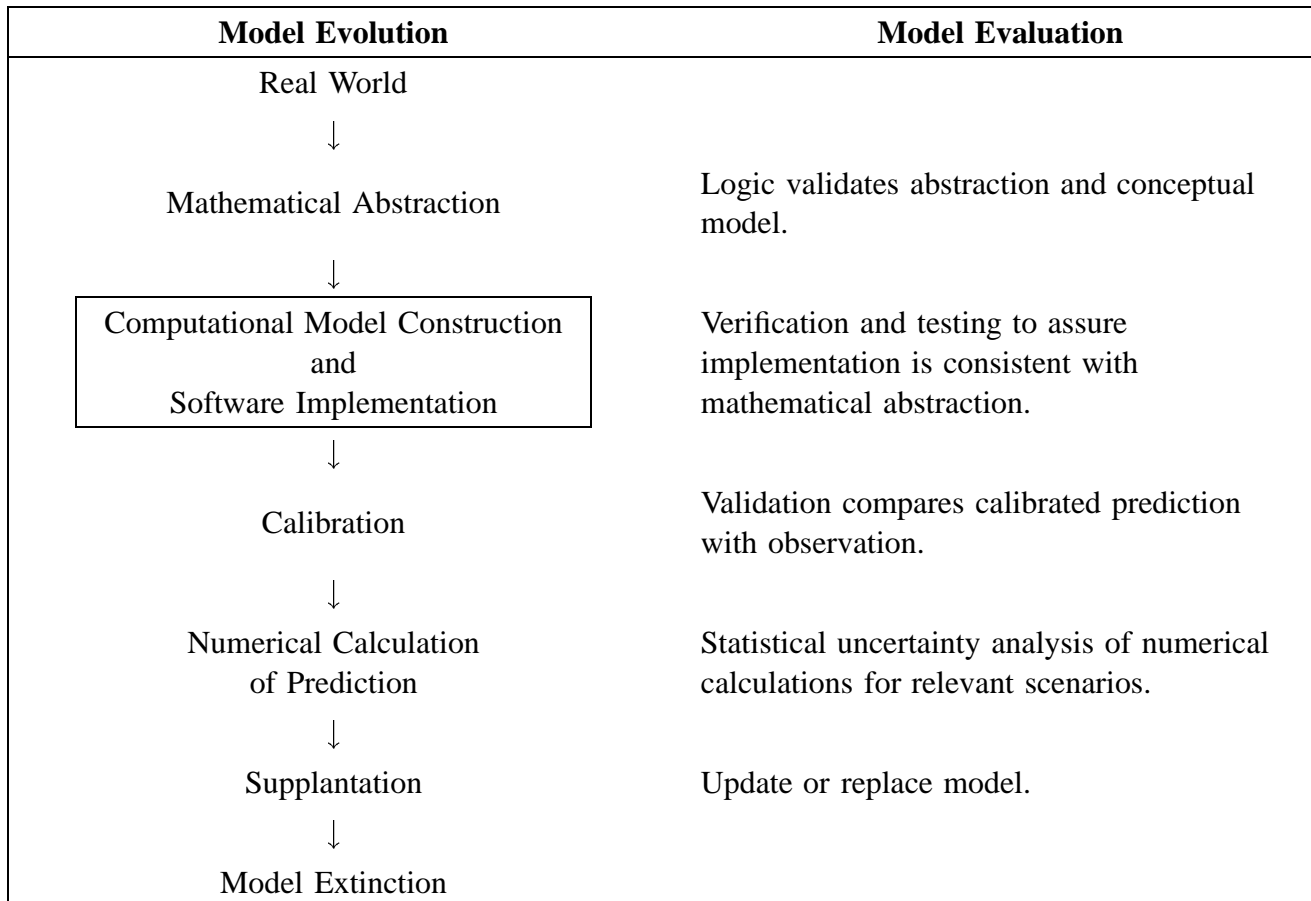 Model Evolution
Model Evaluation
Real World
↓
Mathematical Abstraction
Logic validates abstraction and conceptual
model.
↓
Computational Model Construction
and
Software Implementation
Verification and testing to assure
implementation is consistent with
mathematical abstraction.
↓
Calibration
Validation compares calibrated prediction
with observation.
↓
Numerical Calculation
of Prediction
Statistical uncertainty analysis of numerical
calculations for relevant scenarios.
↓
Supplantation
Update or replace model.
↓
Model Extinction